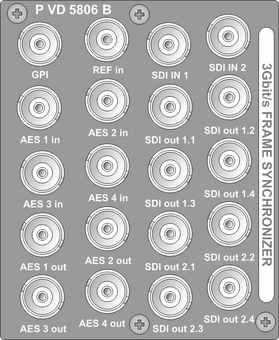 P VD 5806 B
GPI
REF in
SDI IN 1
SDI IN 2
AES 1 in
AES 2 in
SDI out 1.1
SDI out 1.2
AES 3 in
AES 4 in
SDI out 1.3
SDI out 1.4
AES 1 out
AES 2 out
SDI out 2.1
SDI out 2.2
AES 3 out
AES 4 out
SDI out 2.3
SDI out 2.4
3Gbit/s FRAME SYNCHRONIZER